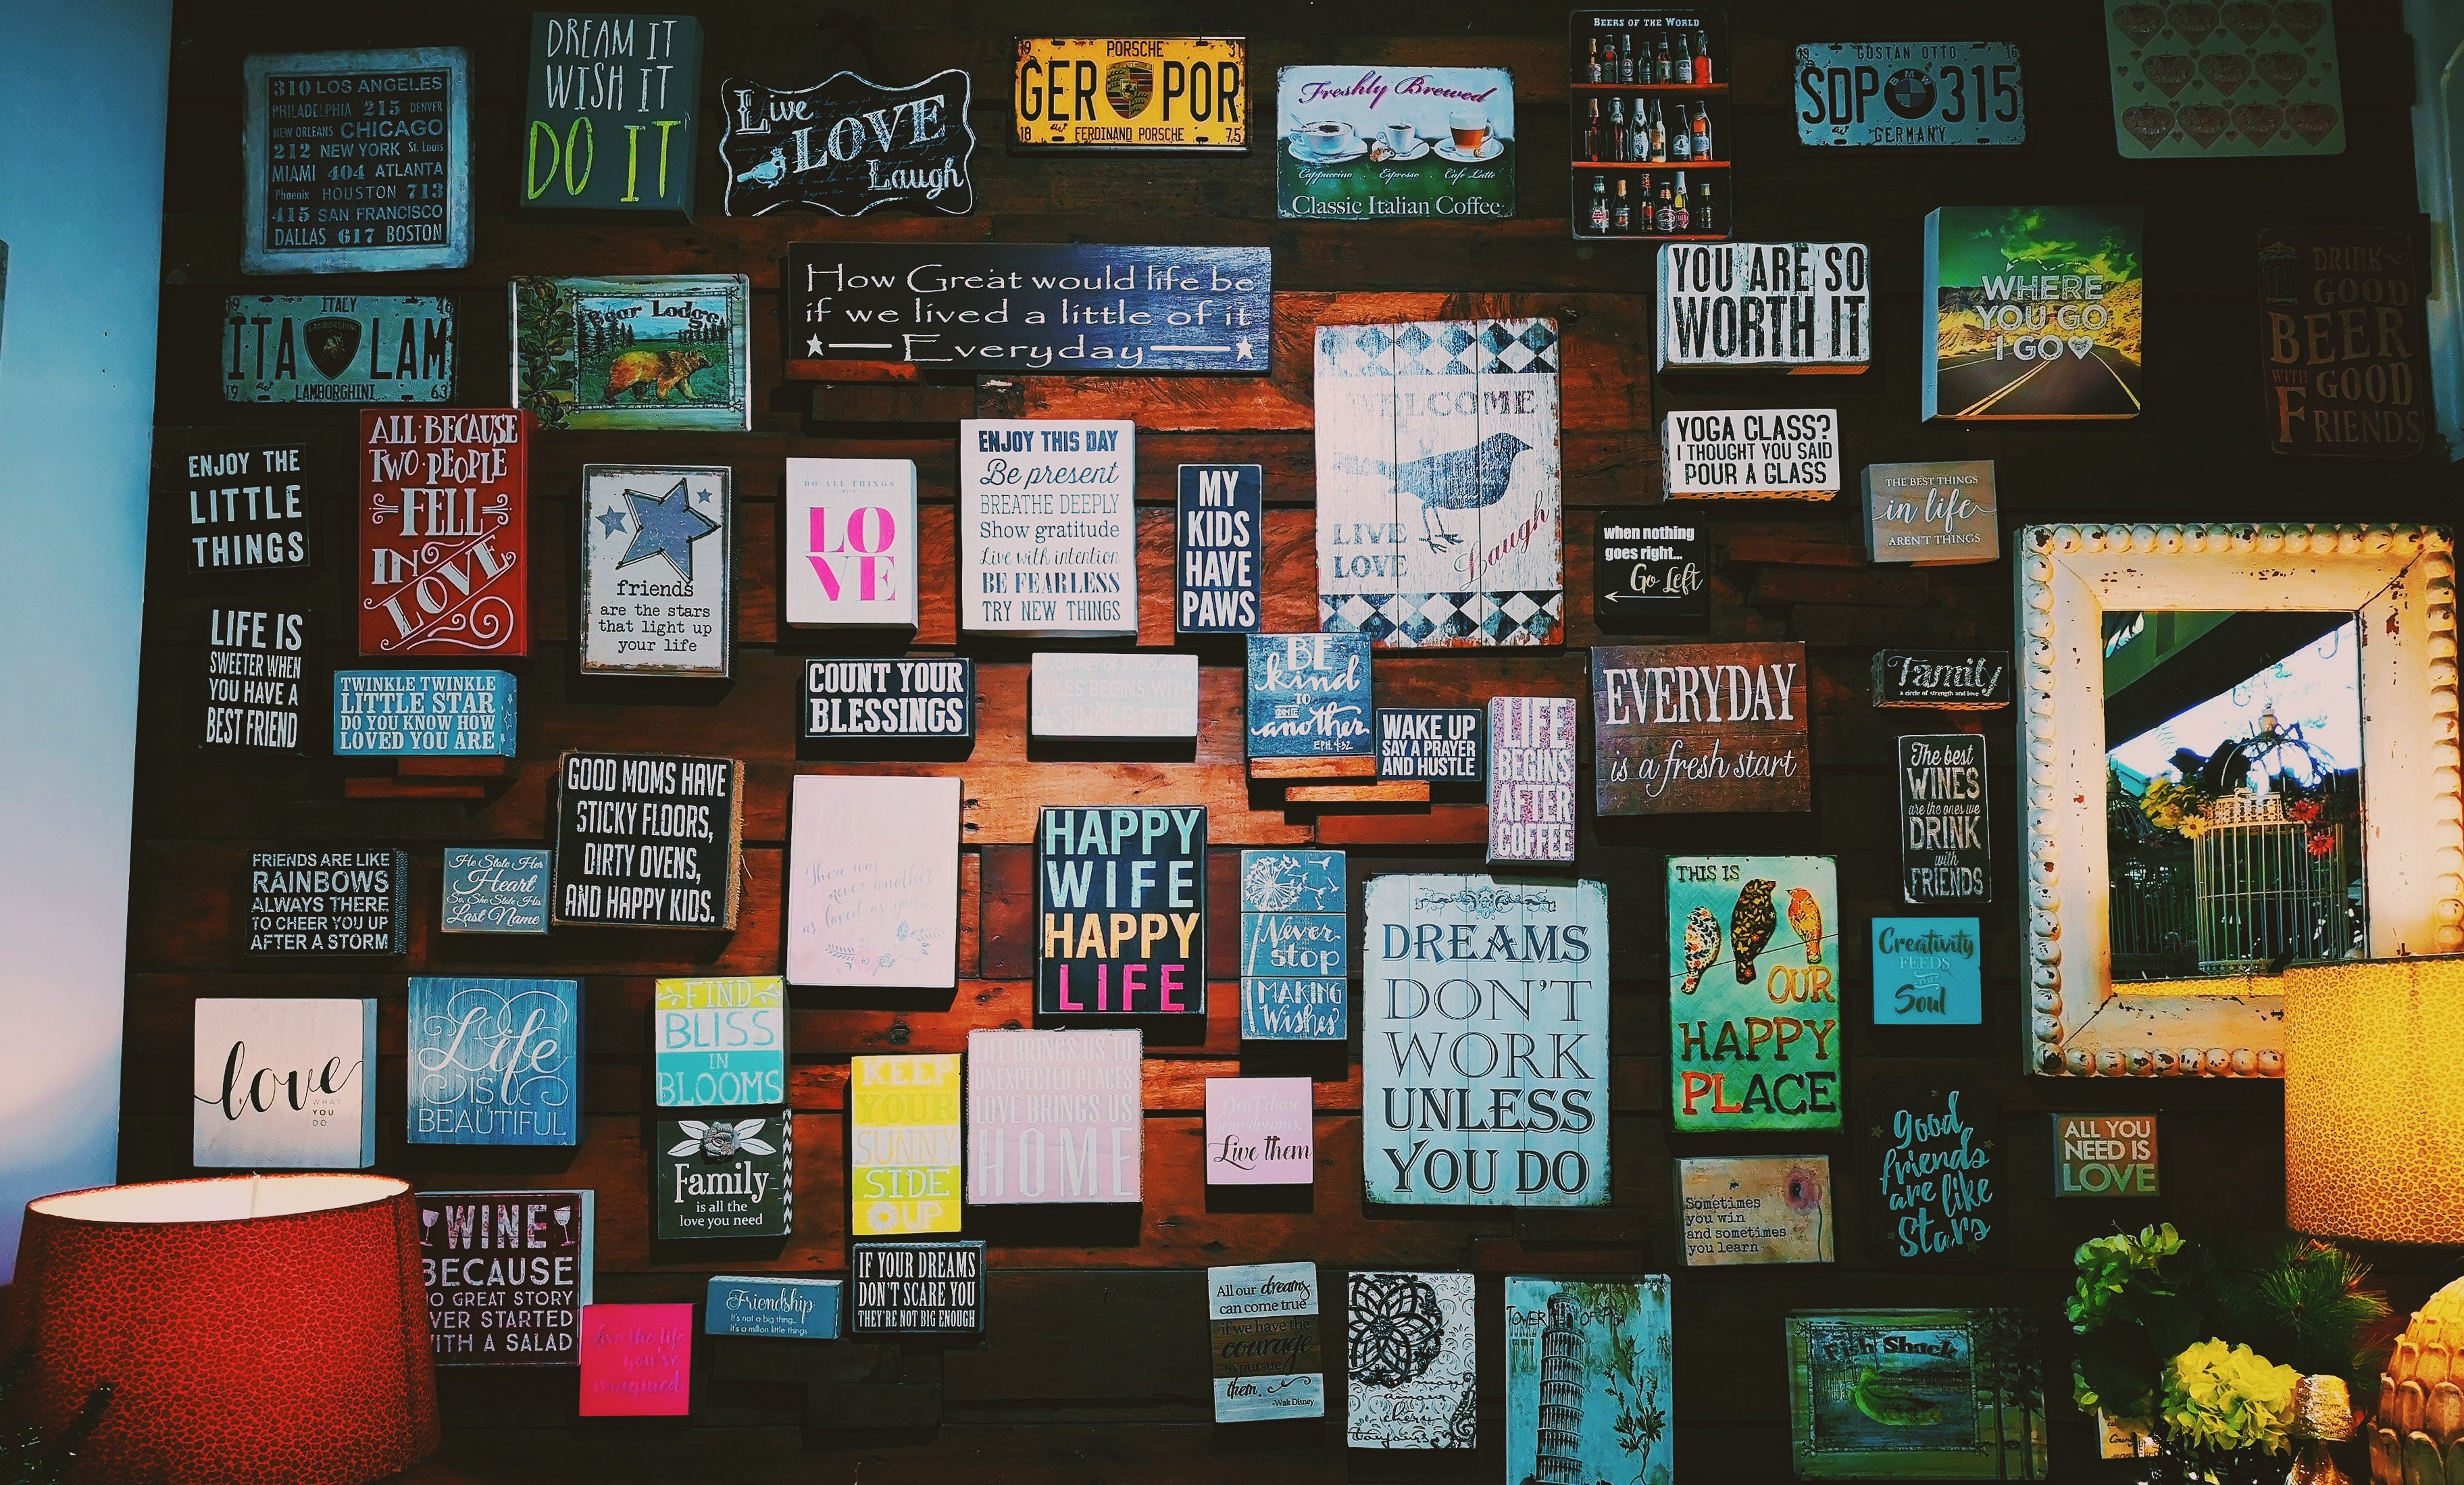 310 LOS ANGELES
PHILADELPHIA 215 DENVER
NEW ORLEANS CHICAGO
212 NEW YORK St. Louis
MIAMI 404 ATLANTA
Phoenix HOUSTON 713
415 SAN FRANCISCO
DALLAS 617 BOSTON
DREAM IT
WISH IT
DO IT
Live
LOVE
Laugh
19 PORSCHE 31
GER POR
18 FERDINAND PORSCHE 75
Freshly Brewed
Cappuccino Espresso Cafe Latte
Classic Italian Coffee
BEERS OF THE WORLD
19 GUSTAN OTTO 16
SDP BMW 315
GERMANY
19 ITALY 46
ITA LAMBORGHINI LAM
19 LAMBORGHINI 63
Bear Lodge
How Great would life be
if we lived a little of it
Everyday
WELCOME
LIVE
LOVE
Laugh
YOU ARE SO
WORTH IT
WHERE
YOU GO
I GO
DRINK
GOOD
BEER
WITH GOOD
FRIENDS
ENJOY THE
LITTLE
THINGS
ALL BECAUSE
TWO PEOPLE
FELL
IN
LOVE
friends
are the stars
that light up
your life
DO ALL THINGS
LO
VE
ENJOY THIS DAY
Be present
BREATHE DEEPLY
Show gratitude
Live with intention
BE FEARLESS
TRY NEW THINGS
MY
KIDS
HAVE
PAWS
YOGA CLASS?
I THOUGHT YOU SAID
POUR A GLASS
THE BEST THINGS
in life
AREN'T THINGS
when nothing
goes right...
Go Left
LIFE IS
SWEETER WHEN
YOU HAVE A
BEST FRIEND
TWINKLE TWINKLE
LITTLE STAR
DO YOU KNOW HOW
LOVED YOU ARE
COUNT YOUR
BLESSINGS
JOURNEY OF A THOUSAND
MILES BEGINS WITH
A SINGLE STEP
BE
kind
TO
ONE
another
EPH. 4:32
WAKE UP
SAY A PRAYER
AND HUSTLE
LIFE
BEGINS
AFTER
COFFEE
EVERYDAY
is a fresh start
Family
a circle of strength and love
The best
WINES
are the ones we
DRINK
with
FRIENDS
GOOD MOMS HAVE
STICKY FLOORS,
DIRTY OVENS,
AND HAPPY KIDS.
FRIENDS ARE LIKE
RAINBOWS
ALWAYS THERE
TO CHEER YOU UP
AFTER A STORM
He Stole Her
Heart
So, She Stole His
Last Name
There was
never another
as loved as you
HAPPY
WIFE
HAPPY
LIFE
Never
stop
MAKING
Wishes
DREAMS
DON'T
WORK
UNLESS
YOU DO
THIS IS
OUR
HAPPY
PLACE
Creativity
FEEDS
THE
Soul
love
WHAT
YOU
DO
Life
IS
BEAUTIFUL
FIND
BLISS
IN
BLOOMS
Family
is all the
love you need
KEEP
YOUR
SUNNY
SIDE
UP
LIFE BRINGS US TO
UNEXPECTED PLACES
LOVE BRINGS US
HOME
Don't chase
your dreams.
Live them
Sometimes
you win
and sometimes
you learn
Good
friends
are like
stars
ALL YOU
NEED IS
LOVE
WINE
BECAUSE
O GREAT STORY
VER STARTED
ITH A SALAD
Live the life
you've
imagined
Friendship
It's not a big thing...
It's a million little things
IF YOUR DREAMS
DON'T SCARE YOU
THEY'RE NOT BIG ENOUGH
All our dreams
can come true
if we have the
courage
to pursue
them.
-Walt Disney
TOWER OF PISA
Fish Shack